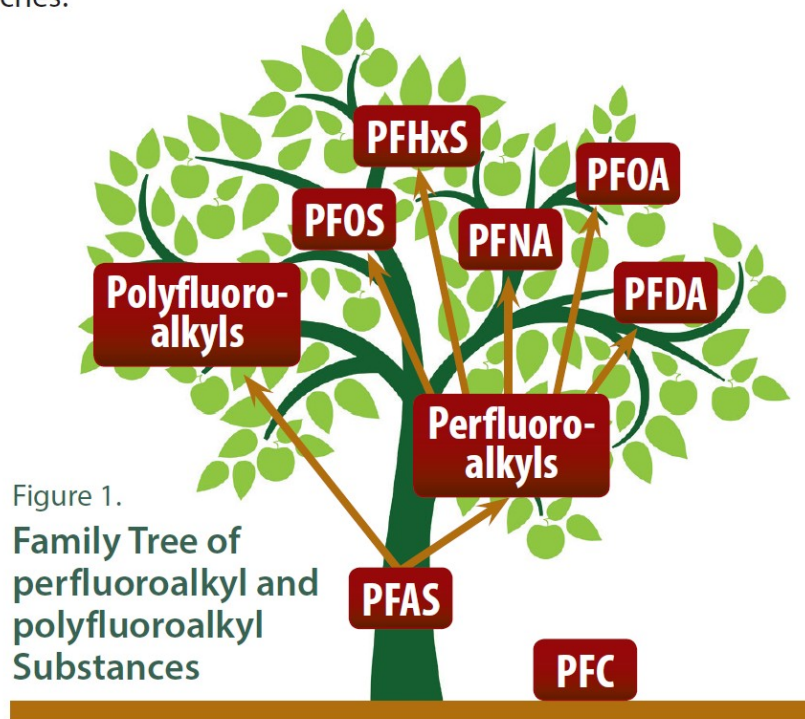 ches.
PFHxS
PFOA
PFOS
PFNA
Polyfluoro-
alkyls
PFDA
Perfluoro-
alkyls
Figure 1.
Family Tree of
perfluoroalkyl and
polyfluoroalkyl
Substances
PFAS
PFC